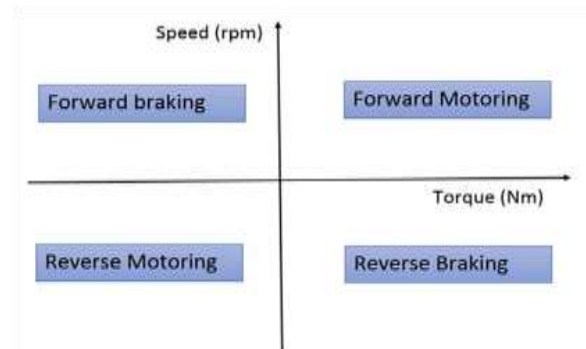 Speed (rpm)
Forward braking
Forward Motoring
Torque (Nm)
Reverse Motoring
Reverse Braking